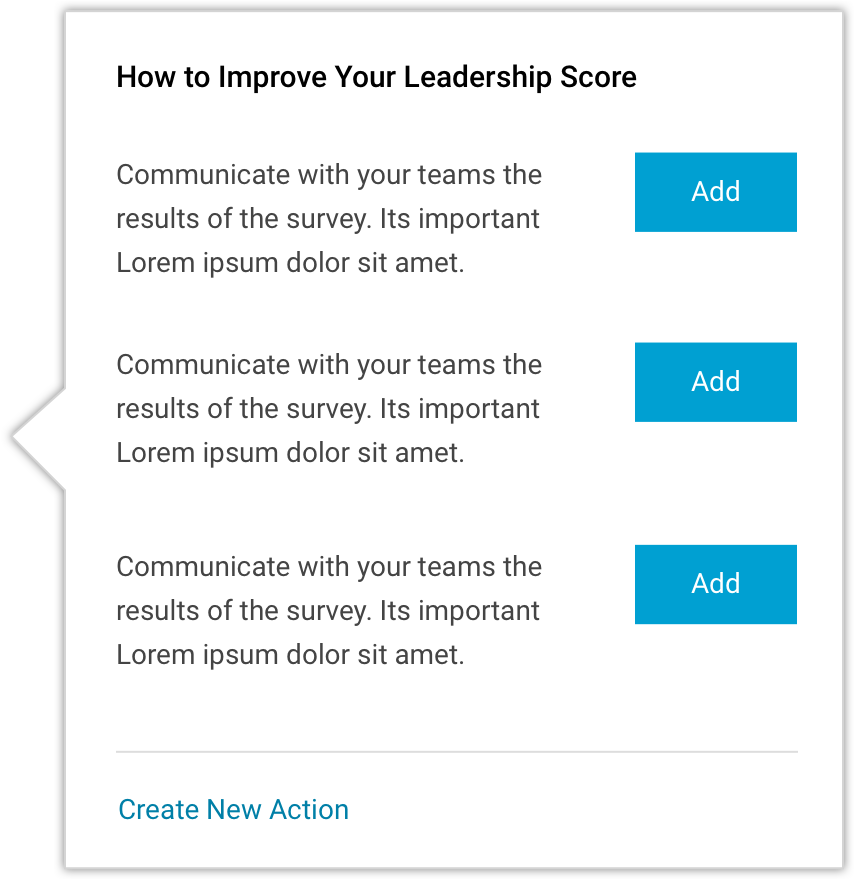 How to Improve Your Leadership Score
Communicate with your teams the
results of the survey. Its important
Lorem ipsum dolor sit amet.
Add
Communicate with your teams the
results of the survey. Its important
Lorem ipsum dolor sit amet.
Add
Communicate with your teams the
results of the survey. Its important
Lorem ipsum dolor sit amet.
Add
Create New Action